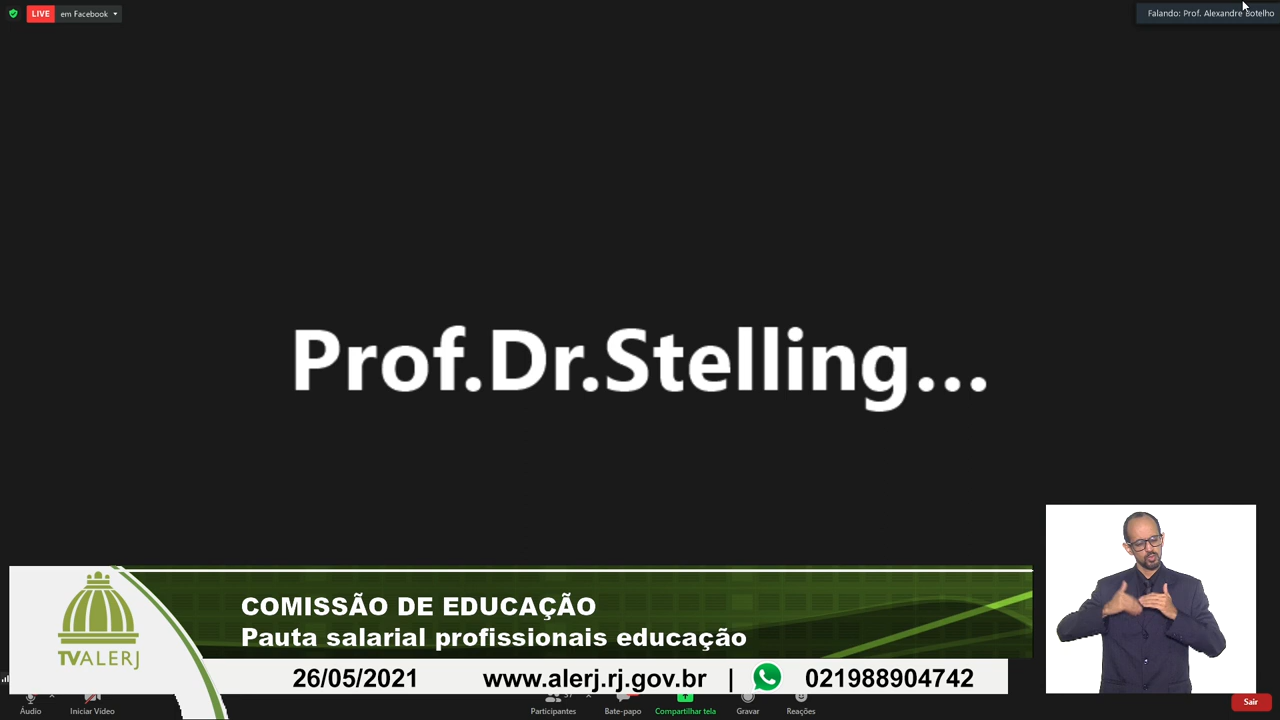 LIVE em Facebook
Falando: Prof. Alexandre Botelho
Prof.Dr.Stelling...
COMISSÃO DE EDUCAÇÃO
Pauta salarial profissionais educação
TVALERJ
26/05/2021 www.alerj.rj.gov.br | 021988904742
Áudio Iniciar Vídeo Participantes Bate-papo Compartilhar tela Gravar Reações Sair